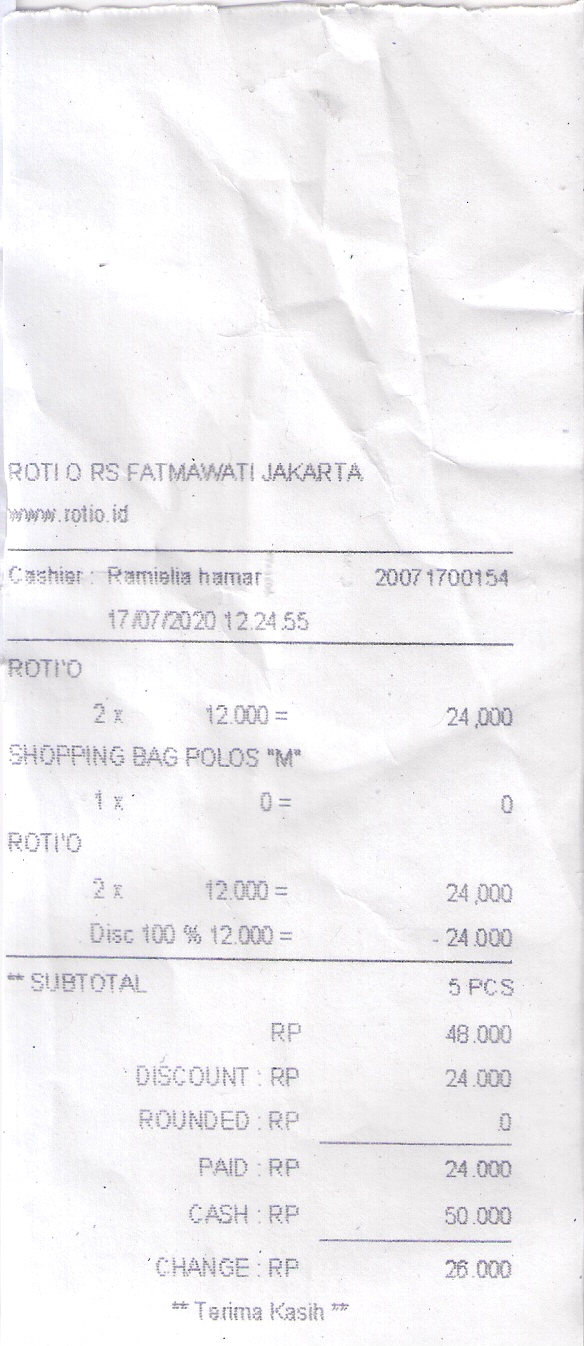 ROTI O RS FATMAWATI JAKARTA
www.rotio.id
Cashier : Ramielia hamar 20071700154
17/07/2020 12.24.55
ROTI'O
2 x 12.000 = 24,000
SHOPPING BAG POLOS "M"
1 x 0 = 0
ROTI'O
2 x 12.000 = 24,000
Disc 100 % 12.000 = - 24.000
** SUBTOTAL 5 PCS
RP 48.000
DISCOUNT : RP 24.000
ROUNDED : RP 0
PAID : RP 24.000
CASH : RP 50.000
CHANGE : RP 26.000
** Terima Kasih **